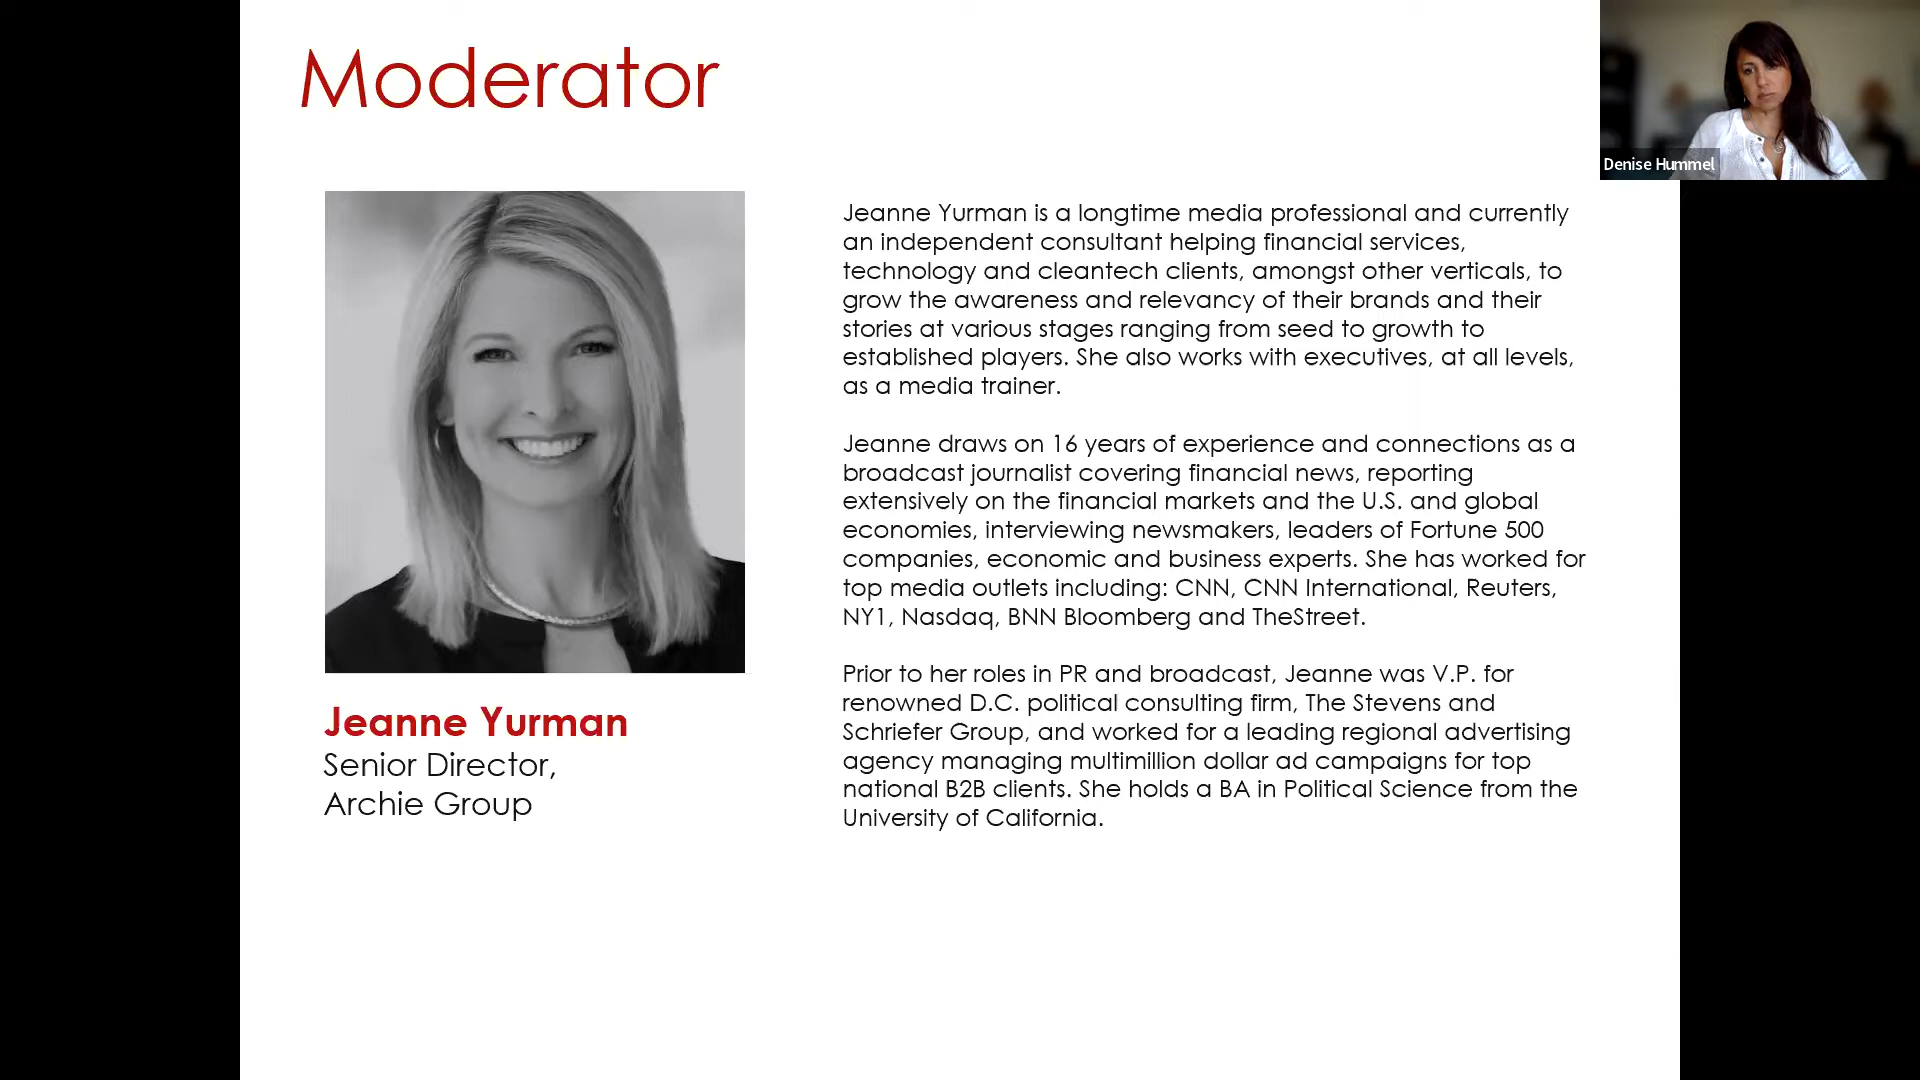 Moderator
Denise Hummel
Jeanne Yurman is a longtime media professional and currently
an independent consultant helping financial services,
technology and cleantech clients, amongst other verticals, to
grow the awareness and relevancy of their brands and their
stories at various stages ranging from seed to growth to
established players. She also works with executives, at all levels,
as a media trainer.
Jeanne draws on 16 years of experience and connections as a
broadcast journalist covering financial news, reporting
extensively on the financial markets and the U.S. and global
economies, interviewing newsmakers, leaders of Fortune 500
companies, economic and business experts. She has worked for
top media outlets including: CNN, CNN International, Reuters,
NY1, Nasdaq, BNN Bloomberg and TheStreet.
Prior to her roles in PR and broadcast, Jeanne was V.P. for
renowned D.C. political consulting firm, The Stevens and
Schriefer Group, and worked for a leading regional advertising
agency managing multimillion dollar ad campaigns for top
national B2B clients. She holds a BA in Political Science from the
University of California.
Jeanne Yurman
Senior Director,
Archie Group